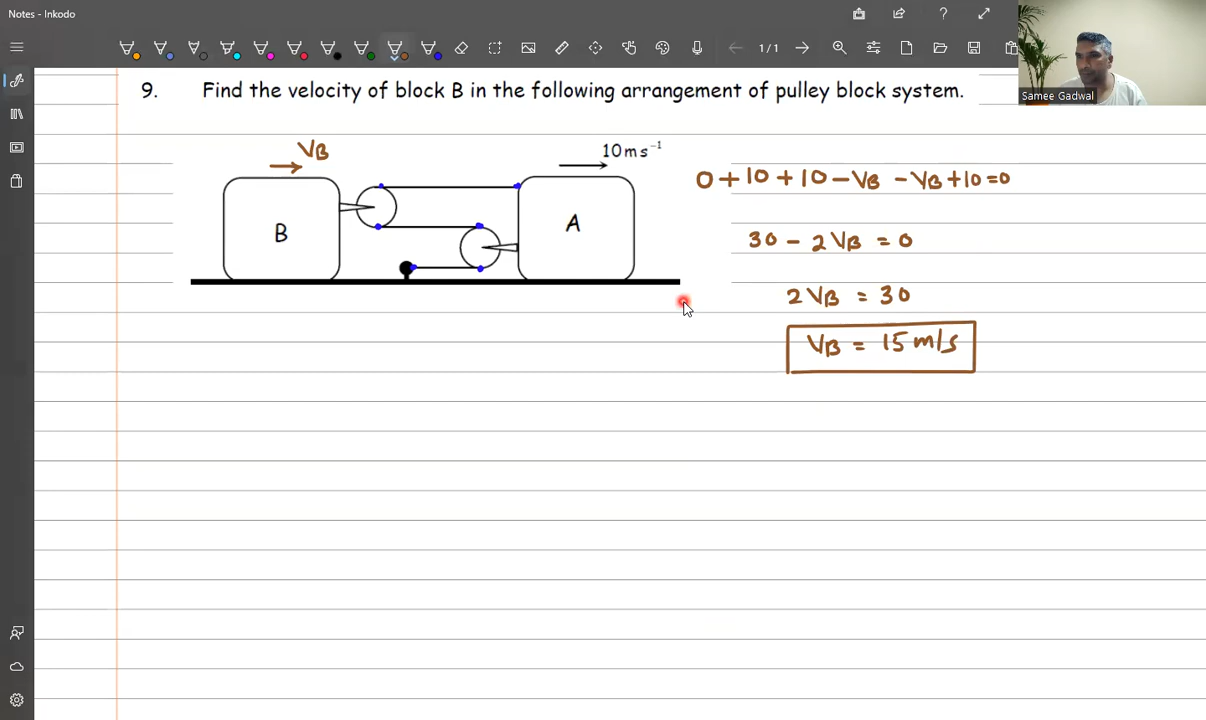 Notes - Inkodo
1/1
Samee Gadwal
9. Find the velocity of block B in the following arrangement of pulley block system.
VB
10 m s⁻¹
B
A
0 + 10 + 10 - VB - VB + 10 = 0
30 - 2VB = 0
2VB = 30
VB = 15 m/s